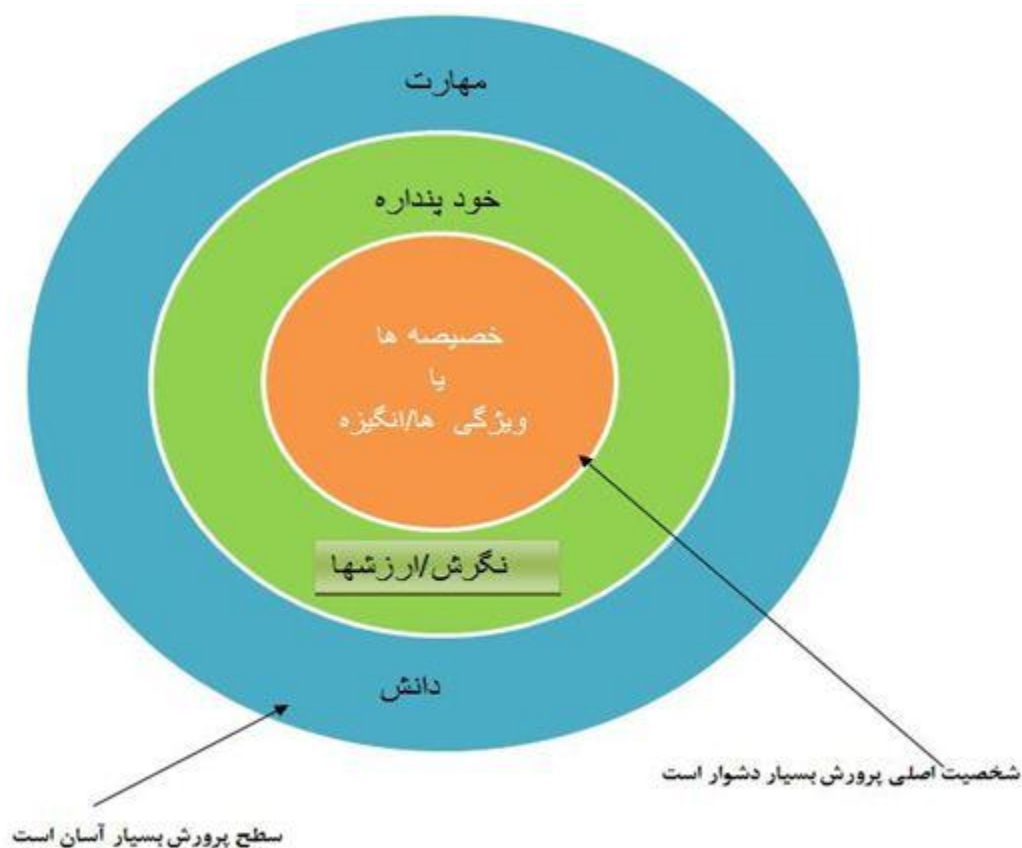 مهارت
خود پنداره
خصیصه ها
یا
ویژگی ها/انگیزه
نگرش/ارزشها
دانش
شخصیت اصلی پرورش بسیار دشوار است
سطح پرورش بسیار آسان است